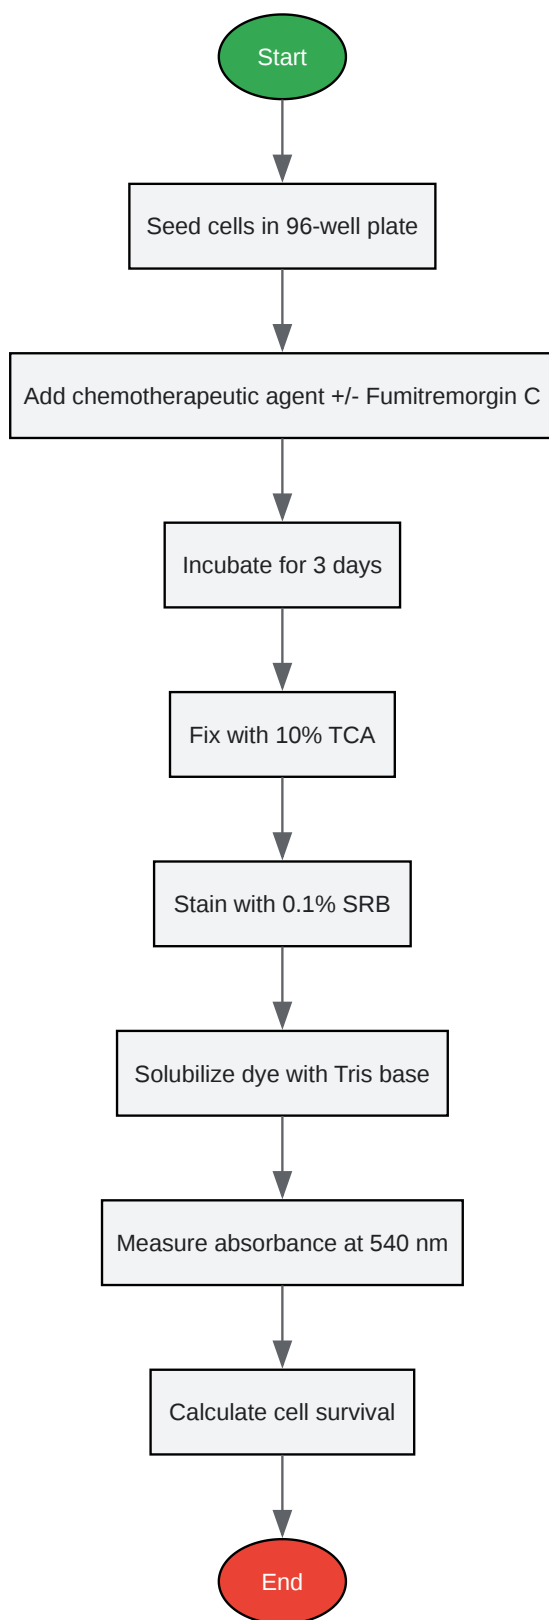 Start
Seed cells in 96-well plate
Add chemotherapeutic agent +/- Fumitremorgin C
Incubate for 3 days
Fix with 10% TCA
Stain with 0.1% SRB
Solubilize dye with Tris base
Measure absorbance at 540 nm
Calculate cell survival
End